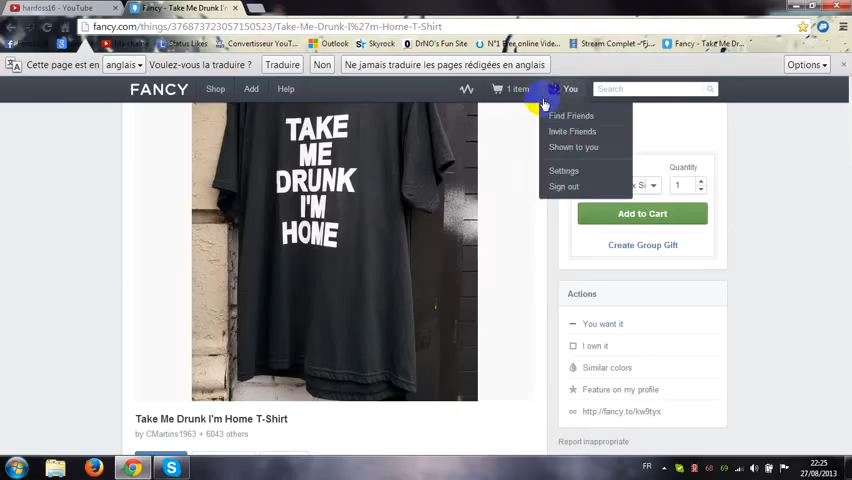 hardoss16 - YouTube
Fancy - Take Me Drunk I'
fancy.com/things/376873723057150523/Take-Me-Drunk-I%27m-Home-T-Shirt
Status Likes
Convertisseur YouT...
Outlook
Skyrock
DrNO's Fun Site
N°1 Free online Vide...
Stream Complet
Fancy - Take Me Dr...
Cette page est en
anglais
Voulez-vous la traduire ?
Traduire
Non
Ne jamais traduire les pages rédigées en anglais
Options
FANCY
Shop
Add
Help
1 item
You
Search
Find Friends
Invite Friends
Shown to you
Settings
Sign out
TAKE
ME
DRUNK
I'M
HOME
Quantity
1
Add to Cart
Create Group Gift
Actions
You want it
I own it
Similar colors
Feature on my profile
http://fancy.to/kw9tyx
Report inappropriate
Take Me Drunk I'm Home T-Shirt
by CMartins1963 + 6043 others
FR
68
69
22:25
27/08/2013